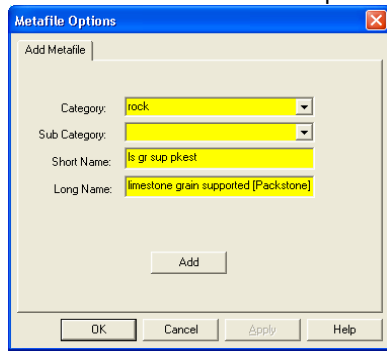 Metafile Options
Add Metafile
Category: rock
Sub Category:
Short Name: ls gr sup pkest
Long Name: limestone grain supported [Packstone]
Add
OK Cancel Apply Help